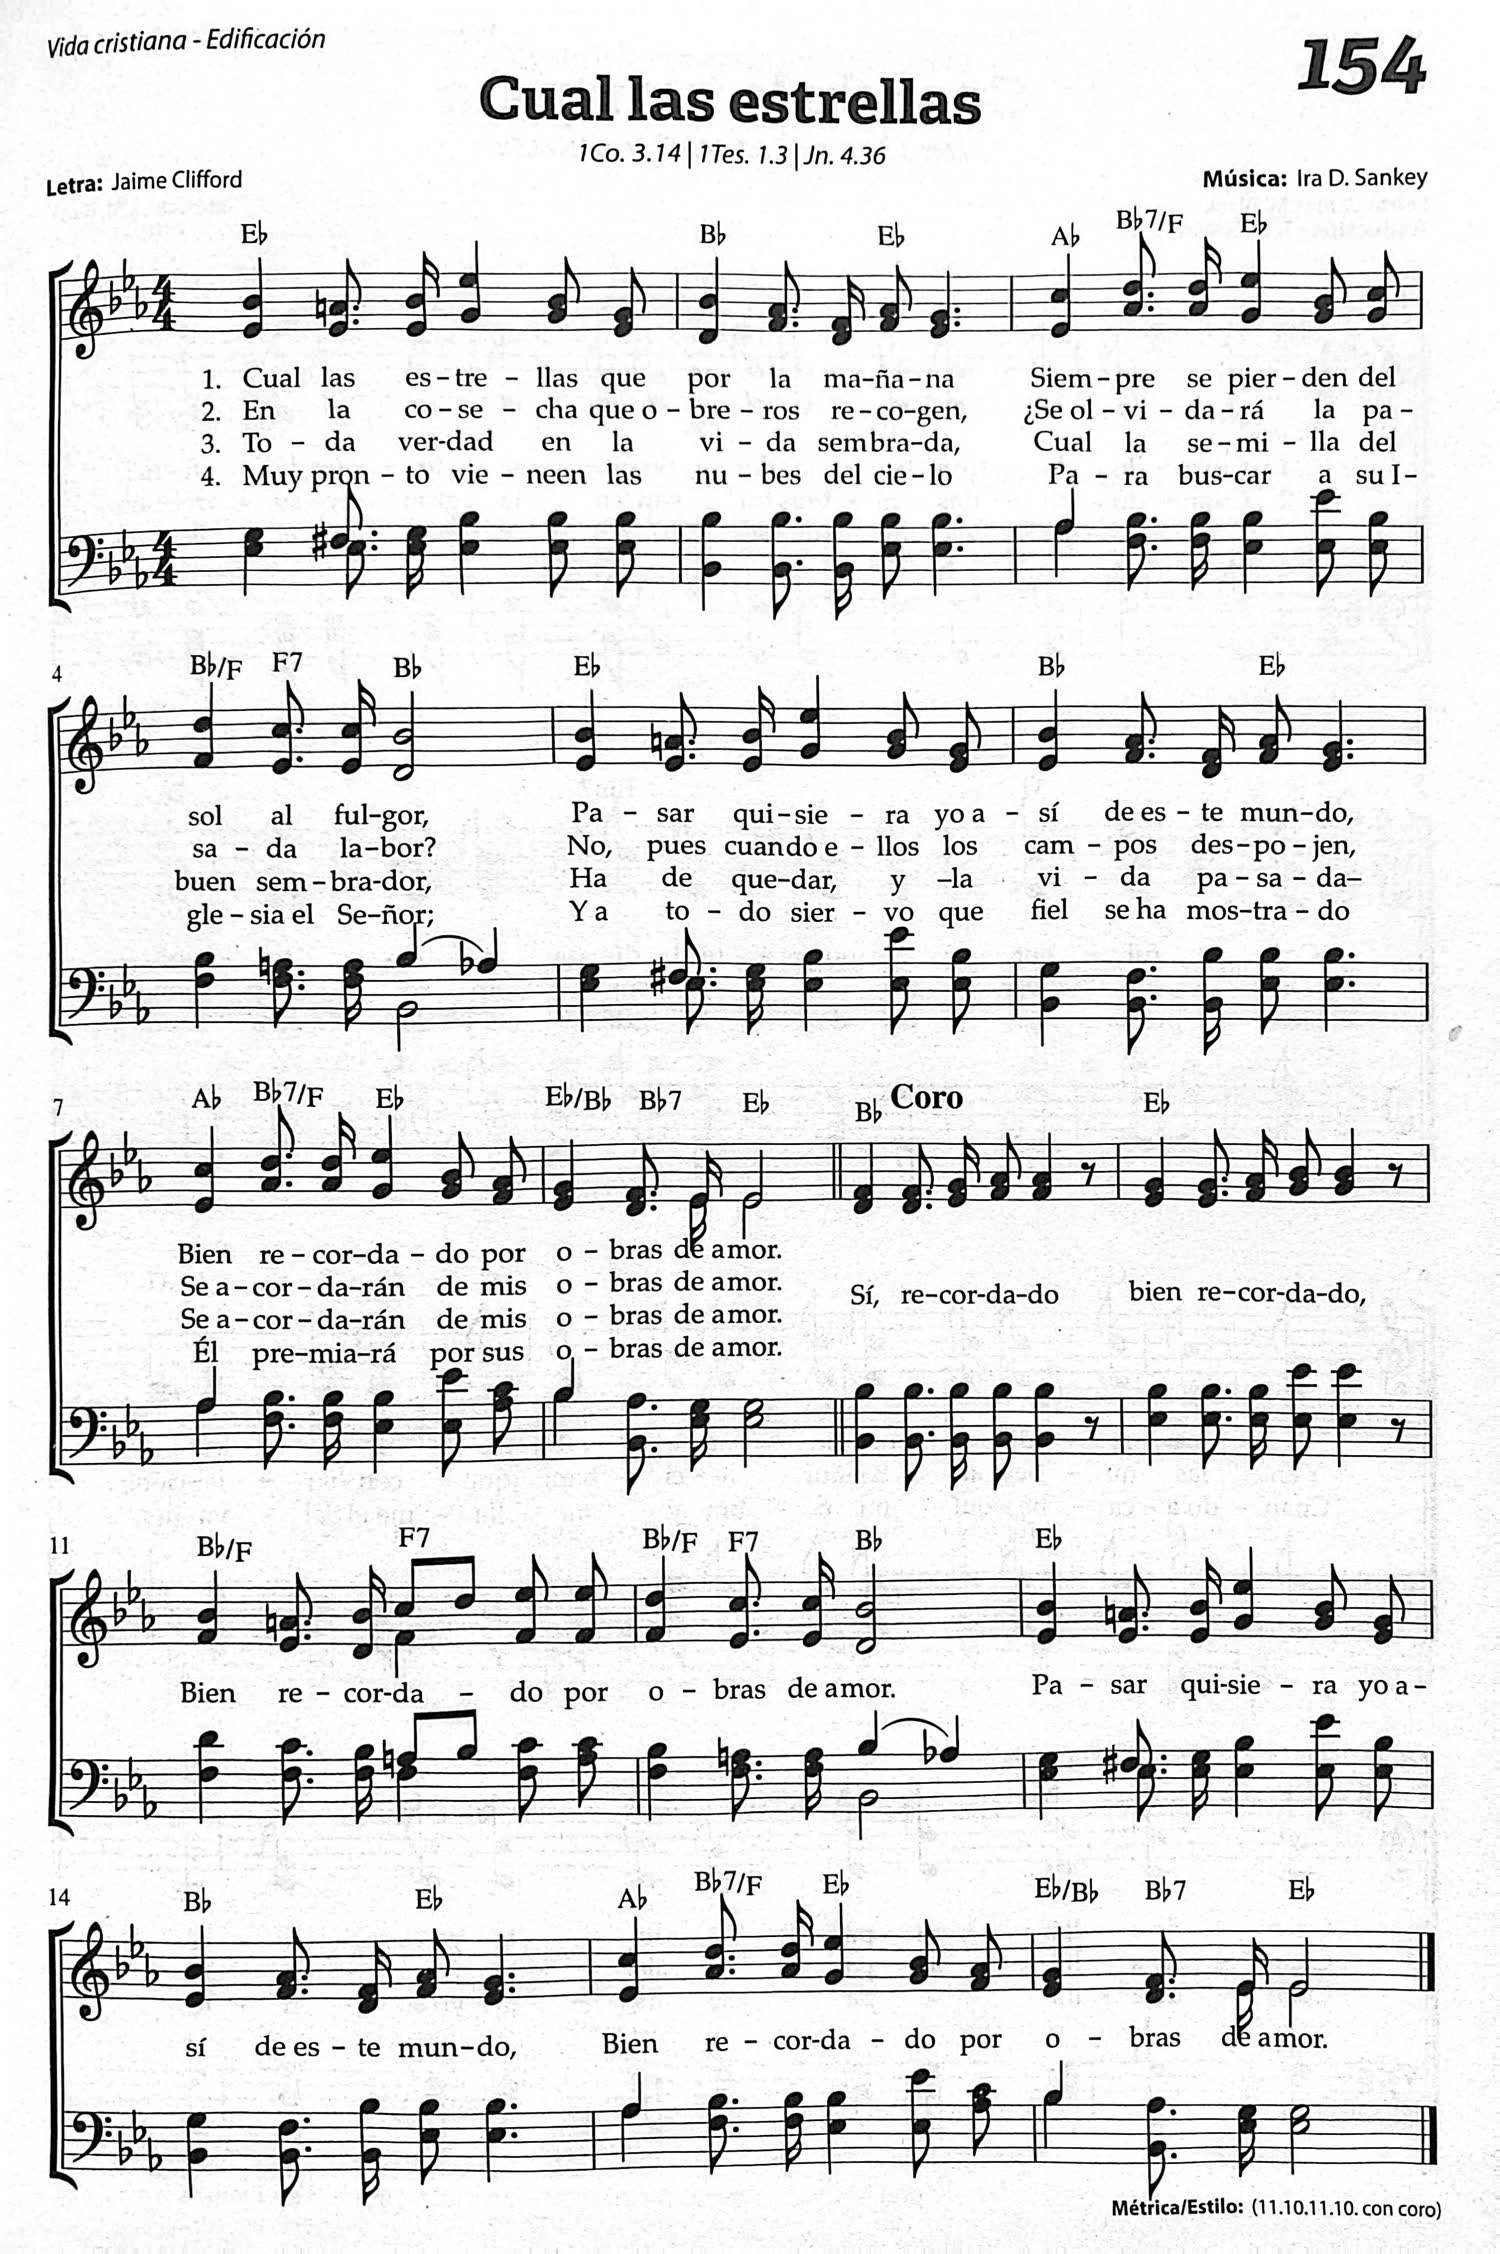 Vida cristiana - Edificación
154
Cual las estrellas
1Co. 3.14 | 1Tes. 1.3 | Jn. 4.36
Letra: Jaime Clifford
Música: Ira D. Sankey
E♭ B♭ E♭ A♭ B♭7/F E♭
4/4
1. Cual las es–tre – llas que por la ma–ña–na Siem–pre se pier–den del
2. En la co–se – cha que o–bre–ros re–co–gen, ¿Se ol–vi–da–rá la pa–
3. To – da ver-dad en la vi – da sembra–da, Cual la se–mi–lla del
4. Muy pron – to vie–neen las nu – bes del cie–lo Pa – ra bus–car a su I–
4/4
4
B♭/F F7 B♭ E♭ B♭ E♭
sol al ful–gor, Pa – sar qui–sie – ra yo a – sí de es – te mun–do,
sa – da la–bor? No, pues cuando e–llos los cam – pos des–po–jen,
buen sem–bra-dor, Ha de que–dar, y –la vi – da pa–sa–da–
gle–sia el Se–ñor; Y a to – do sier – vo que fiel se ha mos–tra–do
7
A♭ B♭7/F E♭ E♭/B♭ B♭7 E♭ B♭ Coro E♭
Bien re–cor–da – do por o – bras de amor.
Se a–cor–da–rán de mis o – bras de amor.
Se a–cor–da–rán de mis o – bras de amor.
Él pre–mia–rá por sus o – bras de amor.
Sí, re–cor–da–do bien re–cor–da–do,
11
B♭/F F7 B♭/F F7 B♭ E♭
Bien re – cor-da – do por o – bras de amor. Pa – sar qui-sie – ra yo a–
14
B♭ E♭ A♭ B♭7/F E♭ E♭/B♭ B♭7 E♭
sí de es – te mun–do, Bien re – cor-da – do por o – bras de amor.
Métrica/Estilo: (11.10.11.10. con coro)